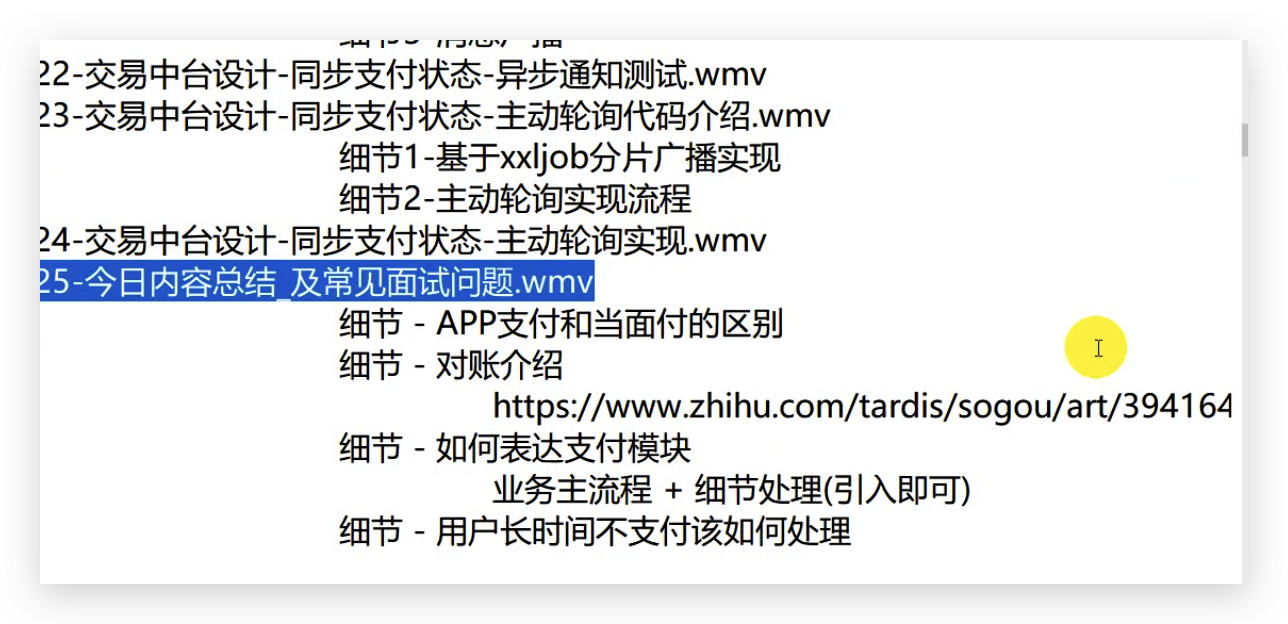 22-交易中台设计-同步支付状态-异步通知测试.wmv
23-交易中台设计-同步支付状态-主动轮询代码介绍.wmv
细节1-基于xxljob分片广播实现
细节2-主动轮询实现流程
24-交易中台设计-同步支付状态-主动轮询实现.wmv
25-今日内容总结_及常见面试问题.wmv
细节 - APP支付和当面付的区别
细节 - 对账介绍
https://www.zhihu.com/tardis/sogou/art/394164
细节 - 如何表达支付模块
业务主流程 + 细节处理(引入即可)
细节 - 用户长时间不支付该如何处理